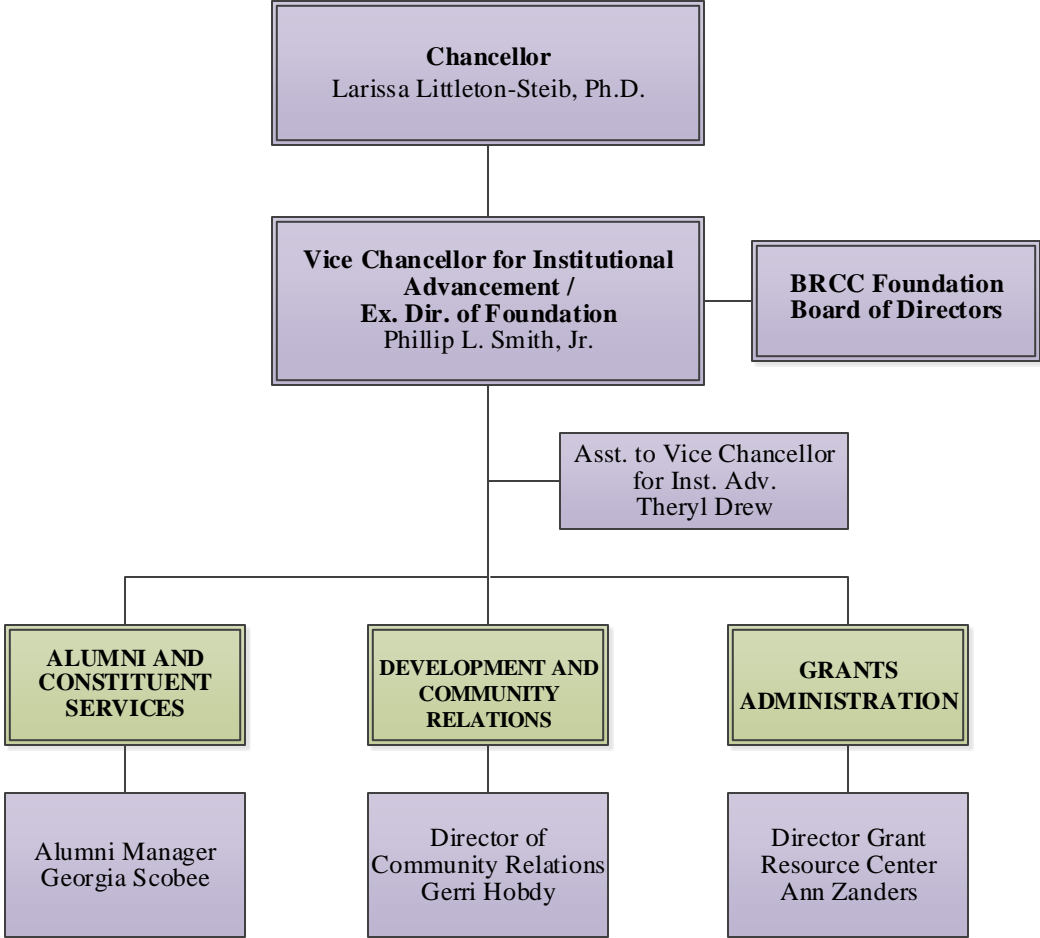 Chancellor
Larissa Littleton-Steib, Ph.D.
Vice Chancellor for Institutional
Advancement /
Ex. Dir. of Foundation
Phillip L. Smith, Jr.
BRCC Foundation
Board of Directors
Asst. to Vice Chancellor
for Inst. Adv.
Theryl Drew
ALUMNI AND
CONSTITUENT
SERVICES
DEVELOPMENT AND
COMMUNITY
RELATIONS
GRANTS
ADMINISTRATION
Alumni Manager
Georgia Scobee
Director of
Community Relations
Gerri Hobdy
Director Grant
Resource Center
Ann Zanders